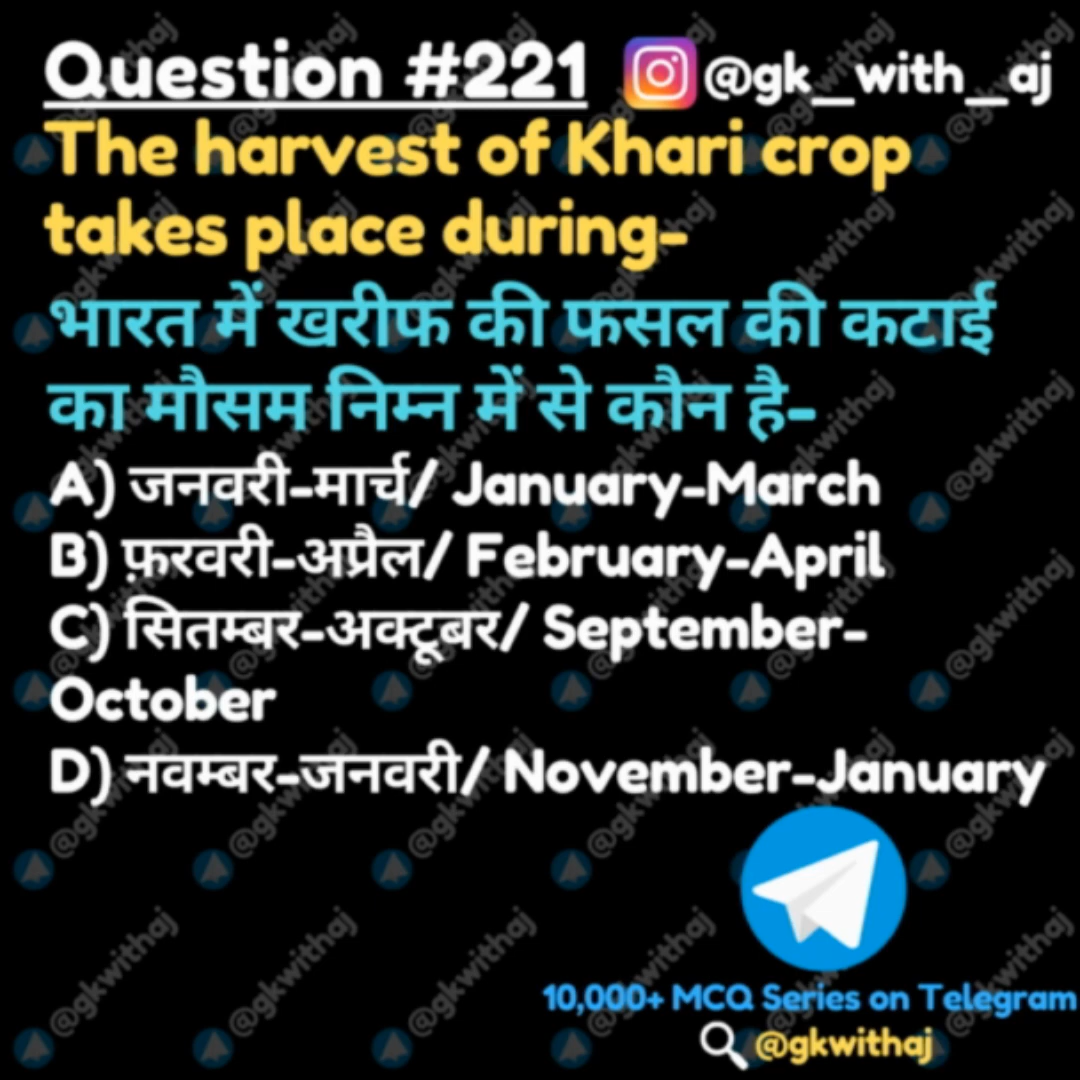 Question #221 @gk_with_aj
The harvest of Khari crop
takes place during-
भारत में खरीफ की फसल की कटाई
का मौसम निम्न में से कौन है-
A) जनवरी-मार्च/ January-March
B) फ़रवरी-अप्रैल/ February-April
C) सितम्बर-अक्टूबर/ September-
October
D) नवम्बर-जनवरी/ November-January
10,000+ MCQ Series on Telegram
@gkwithaj